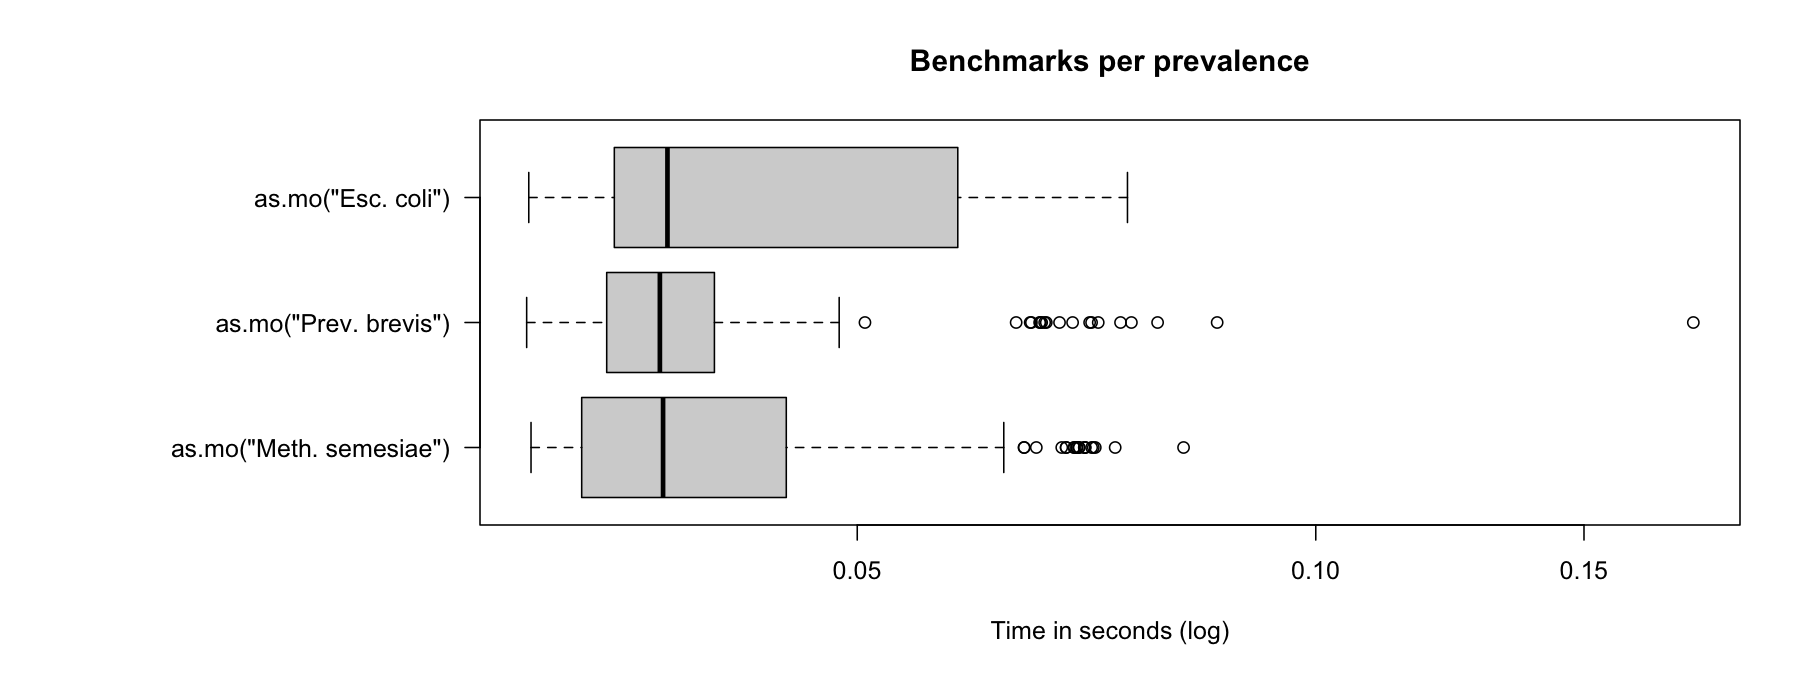 Benchmarks per prevalence
as.mo("Esc. coli")
as.mo("Prev. brevis")
as.mo("Meth. semesiae")
0.05 0.10 0.15
Time in seconds (log)